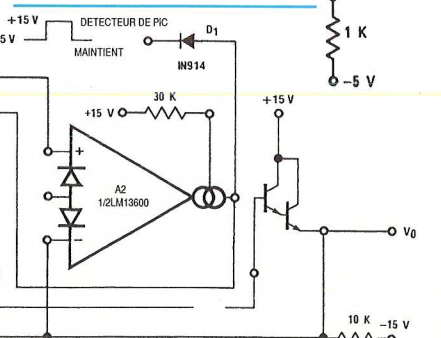 +15 V DETECTEUR DE PIC
5 V D1
MAINTIENT
IN914
1 K
-5 V
30 K
+15 V
+15 V
+
A2
1/2LM13600
-
V0
10 K -15 V